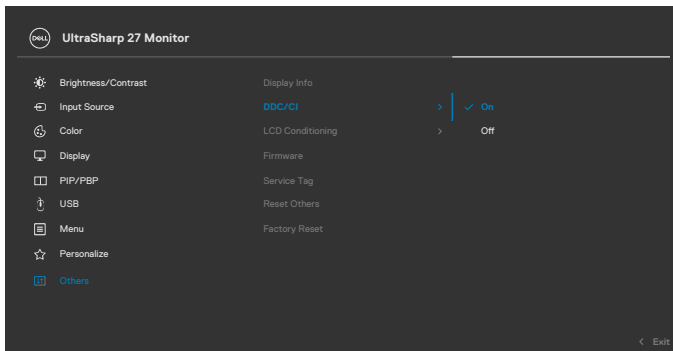 DELL UltraSharp 27 Monitor
Brightness/Contrast Display Info
Input Source DDC/CI > ✓ On
Color LCD Conditioning > Off
Display Firmware
PIP/PBP Service Tag
USB Reset Others
Menu Factory Reset
Personalize
Others
< Exit